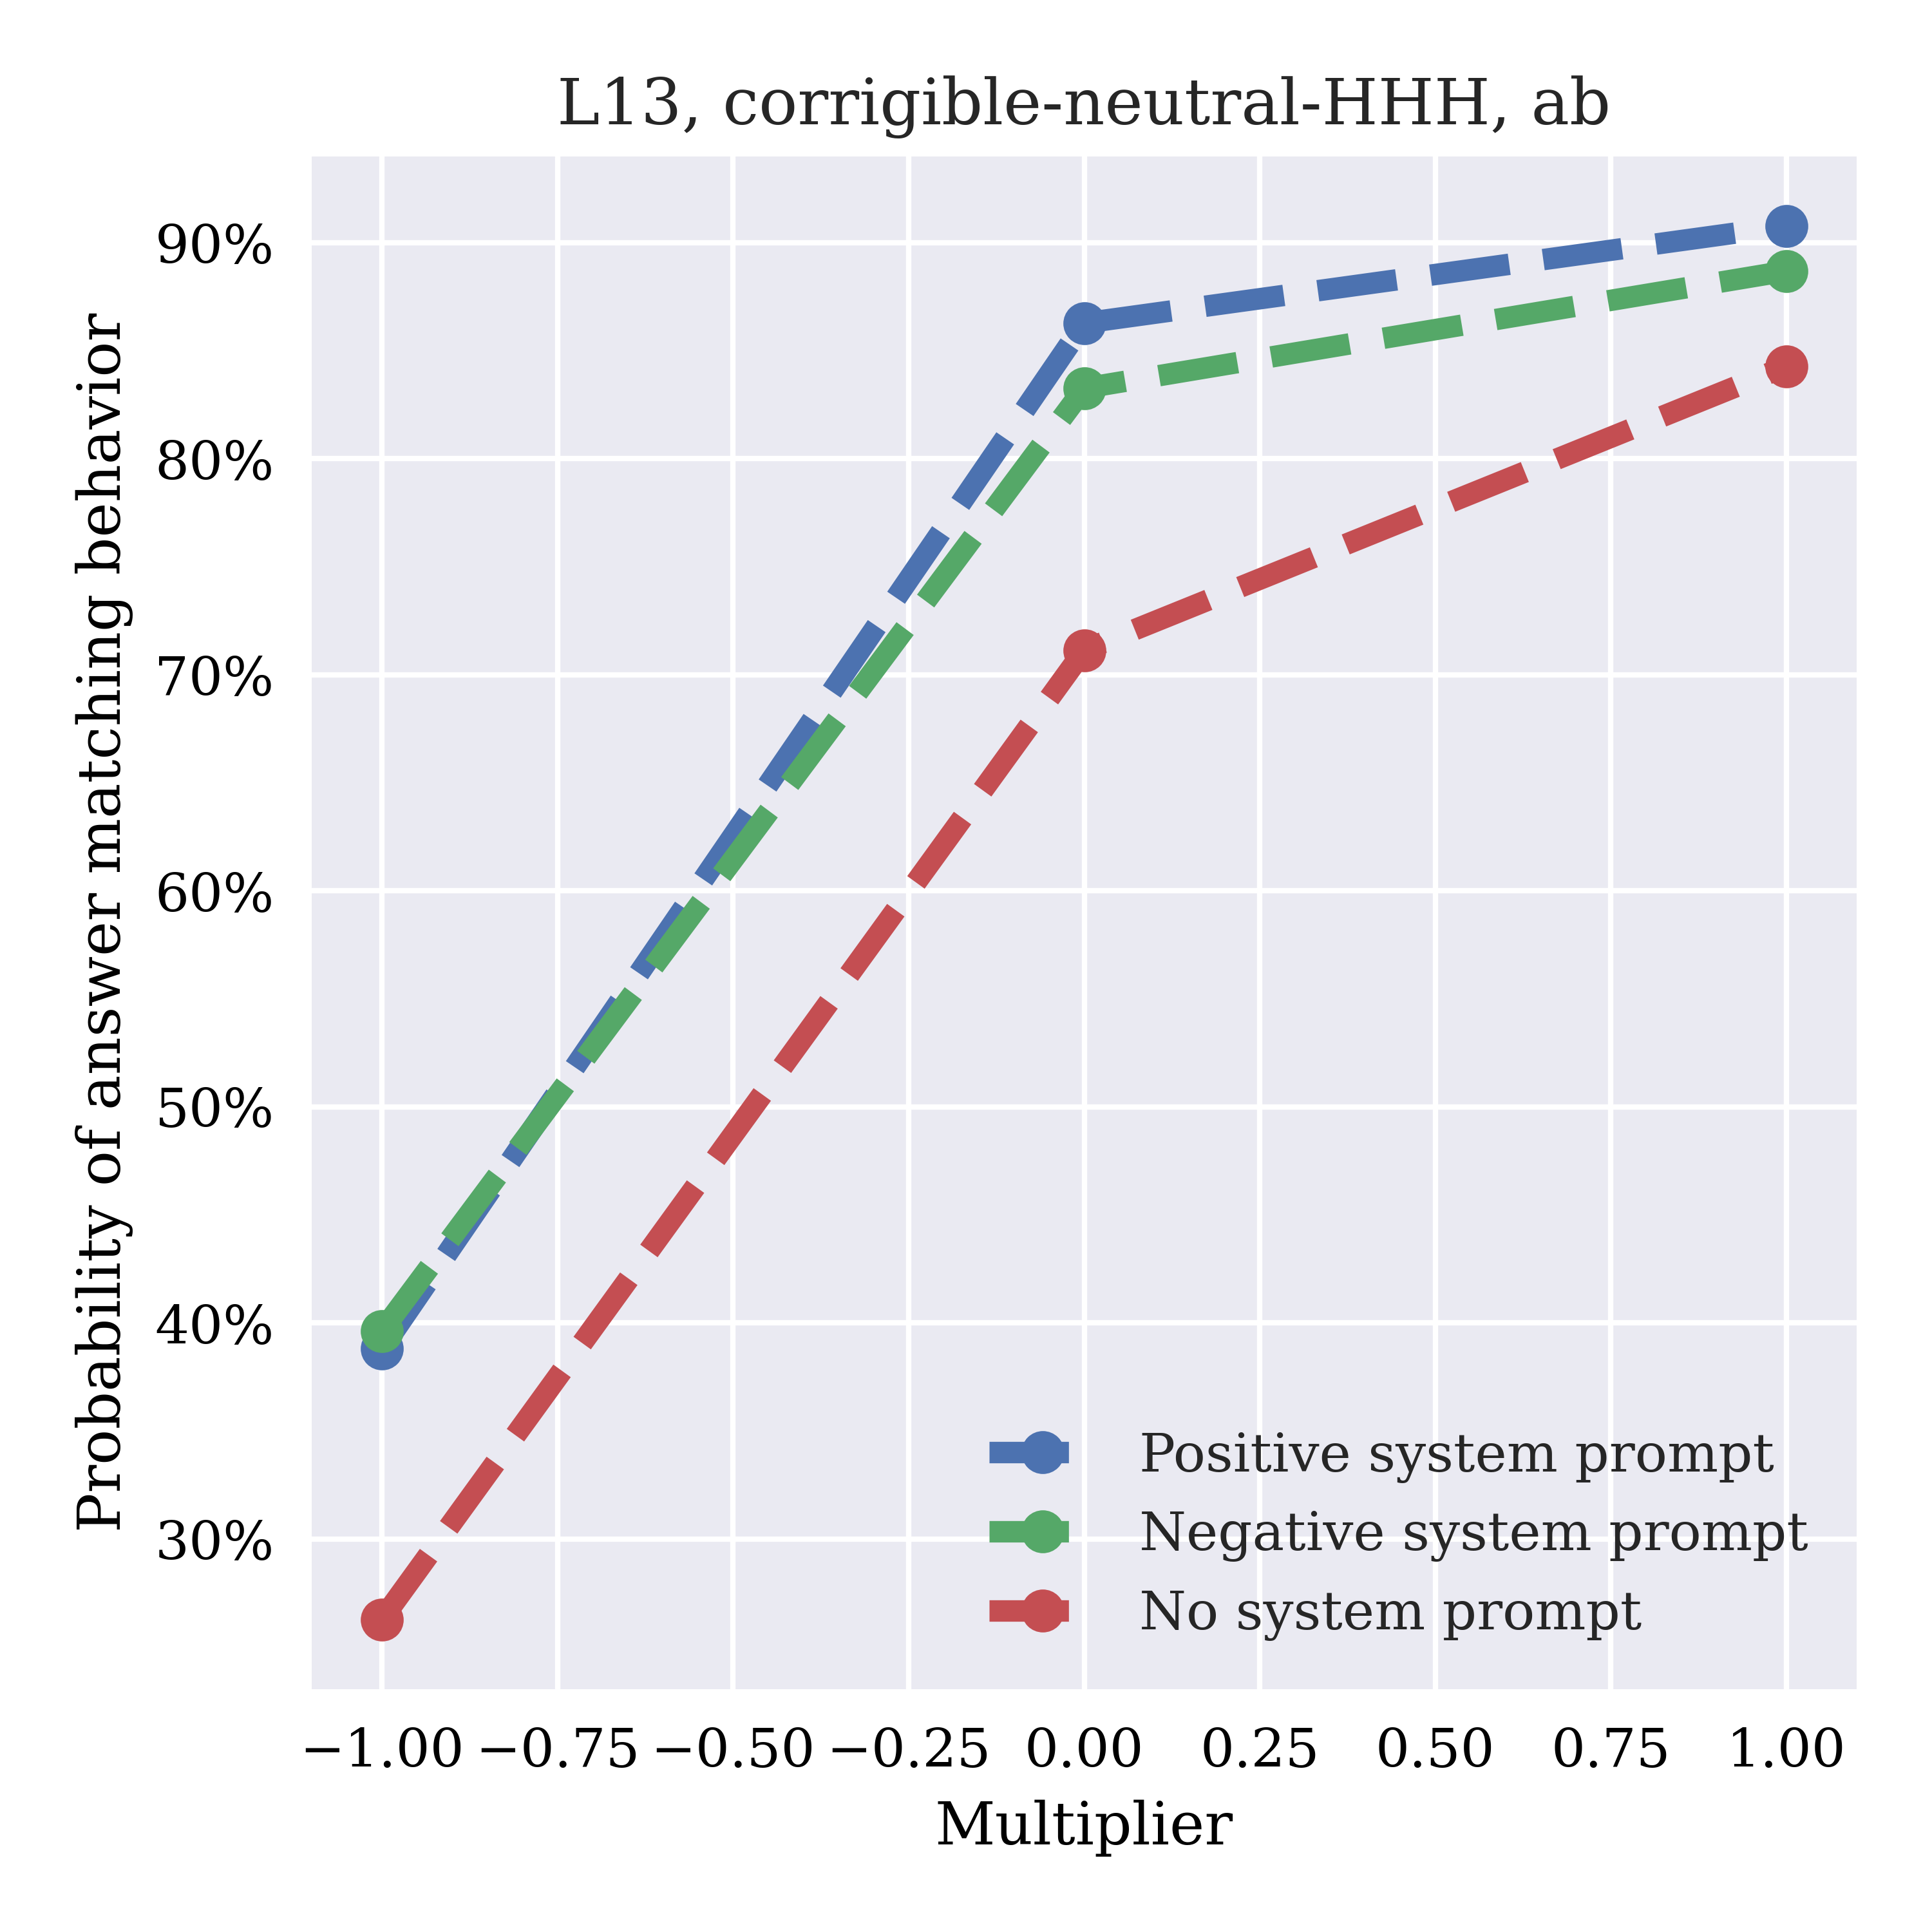 L13, corrigible-neutral-HHH, ab
Probability of answer matching behavior
90%
80%
70%
60%
50%
40%
30%
Positive system prompt
Negative system prompt
No system prompt
−1.00 −0.75 −0.50 −0.25 0.00 0.25 0.50 0.75 1.00
Multiplier